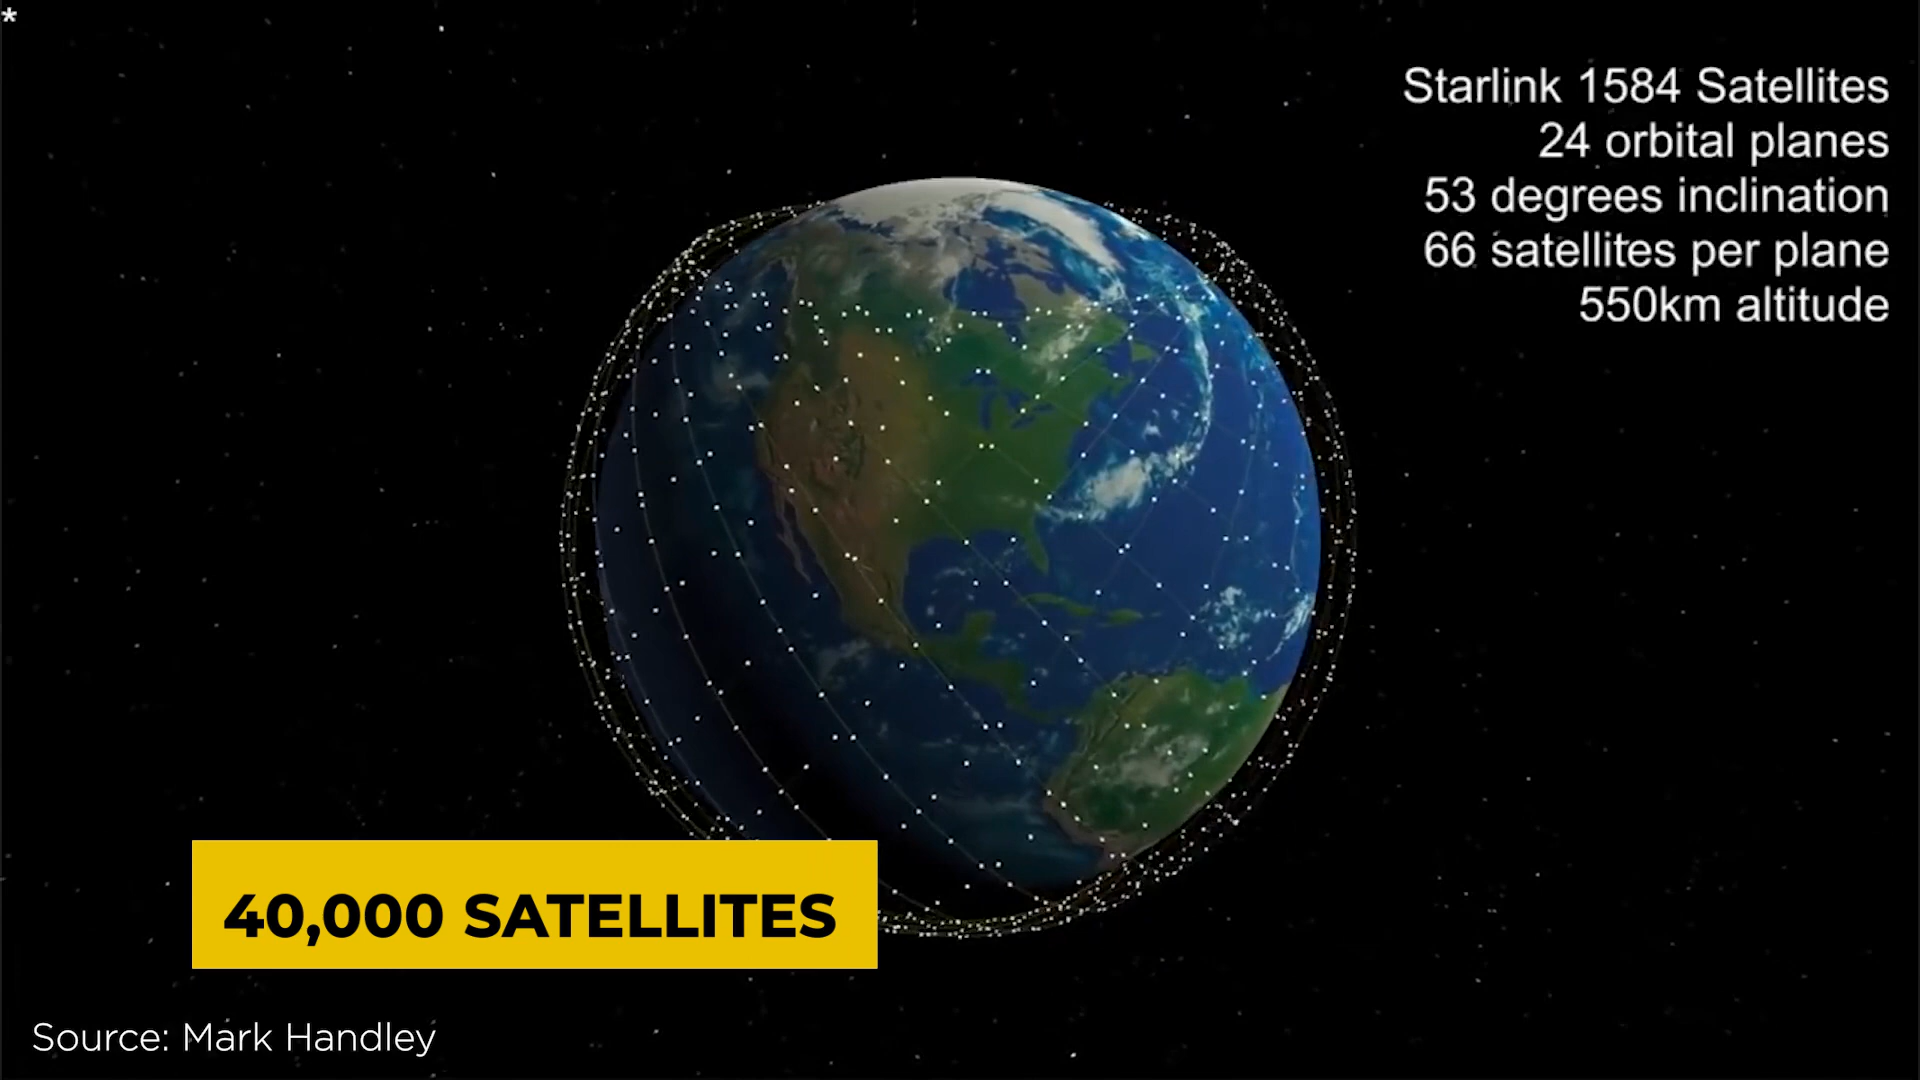 *
Starlink 1584 Satellites
24 orbital planes
53 degrees inclination
66 satellites per plane
550km altitude
40,000 SATELLITES
Source: Mark Handley